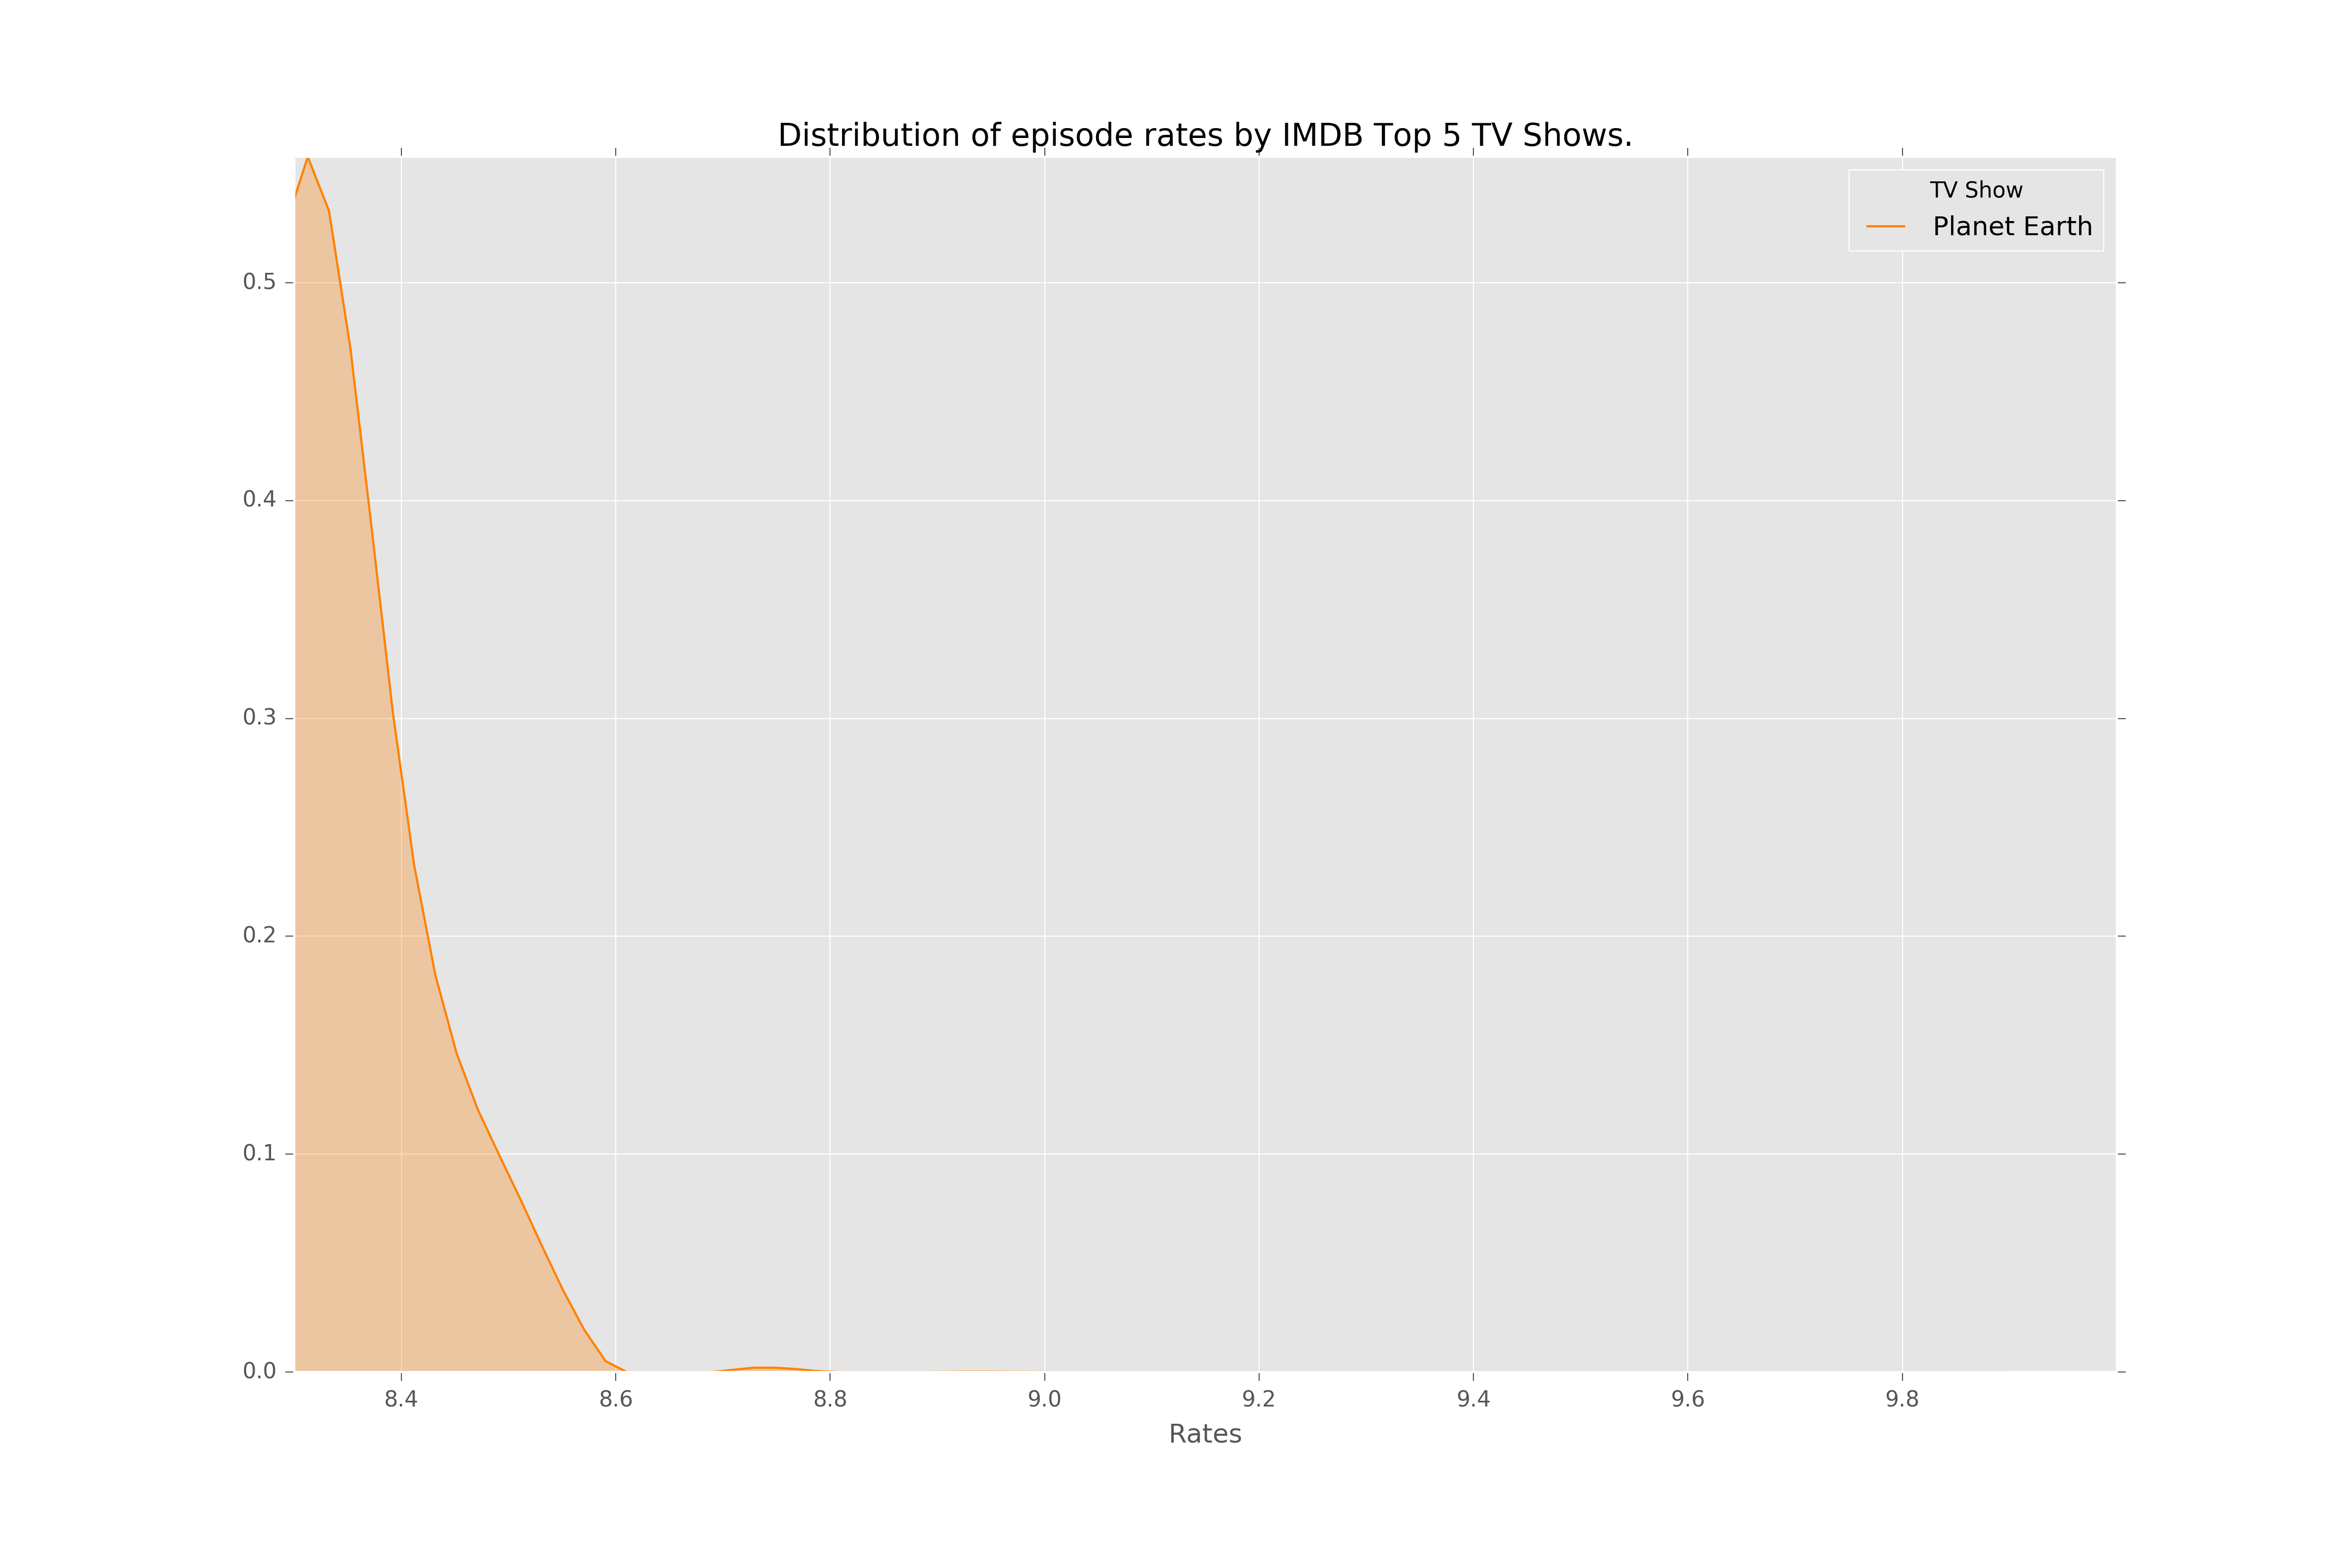 Distribution of episode rates by IMDB Top 5 TV Shows.
TV Show
Planet Earth
0.5
0.4
0.3
0.2
0.1
0.0
8.4 8.6 8.8 9.0 9.2 9.4 9.6 9.8
Rates